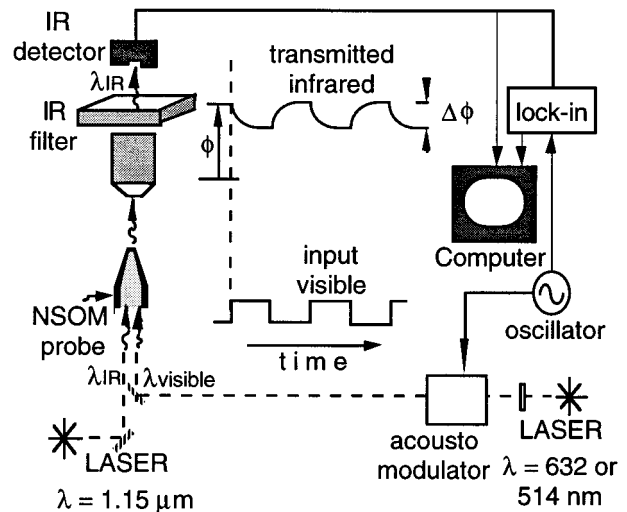 IR
detector
λIR
IR
filter
transmitted
infrared
ϕ
Δϕ
lock-in
Computer
input
visible
NSOM
probe
oscillator
time
λIR
λvisible
LASER
λ = 1.15 μm
acousto
modulator
LASER
λ = 632 or
514 nm